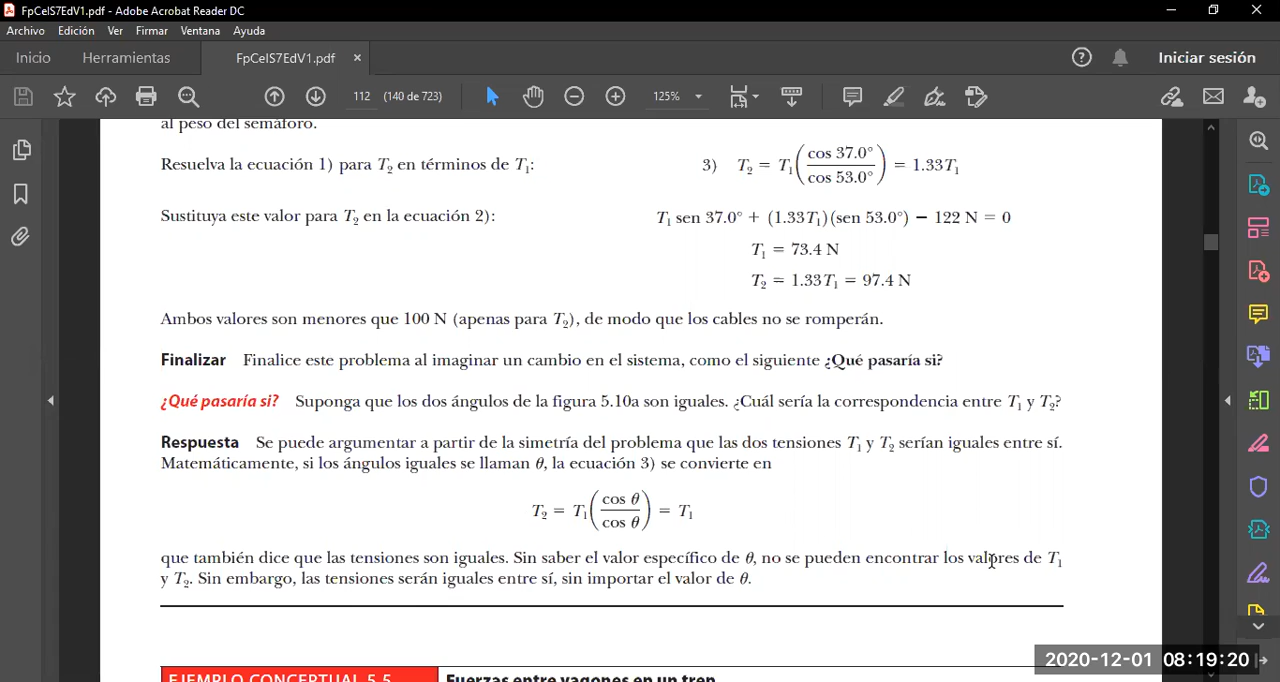 FpCeIS7EdV1.pdf - Adobe Acrobat Reader DC
Archivo Edición Ver Firmar Ventana Ayuda
Inicio Herramientas FpCeIS7EdV1.pdf × Iniciar sesión
112 (140 de 723) 125%
al peso del semáforo.
Resuelva la ecuación 1) para T₂ en términos de T₁: 3) T₂ = T₁(cos 37.0° / cos 53.0°) = 1.33T₁
Sustituya este valor para T₂ en la ecuación 2): T₁ sen 37.0° + (1.33T₁)(sen 53.0°) − 122 N = 0
T₁ = 73.4 N
T₂ = 1.33T₁ = 97.4 N
Ambos valores son menores que 100 N (apenas para T₂), de modo que los cables no se romperán.
Finalizar Finalice este problema al imaginar un cambio en el sistema, como el siguiente ¿Qué pasaría si?
¿Qué pasaría si? Suponga que los dos ángulos de la figura 5.10a son iguales. ¿Cuál sería la correspondencia entre T₁ y T₂?
Respuesta Se puede argumentar a partir de la simetría del problema que las dos tensiones T₁ y T₂ serían iguales entre sí.
Matemáticamente, si los ángulos iguales se llaman θ, la ecuación 3) se convierte en
T₂ = T₁(cos θ / cos θ) = T₁
que también dice que las tensiones son iguales. Sin saber el valor específico de θ, no se pueden encontrar los valores de T₁
y T₂. Sin embargo, las tensiones serán iguales entre sí, sin importar el valor de θ.
EJEMPLO CONCEPTUAL 5.5 Fuerzas entre vagones en un tren
2020-12-01 08:19:20